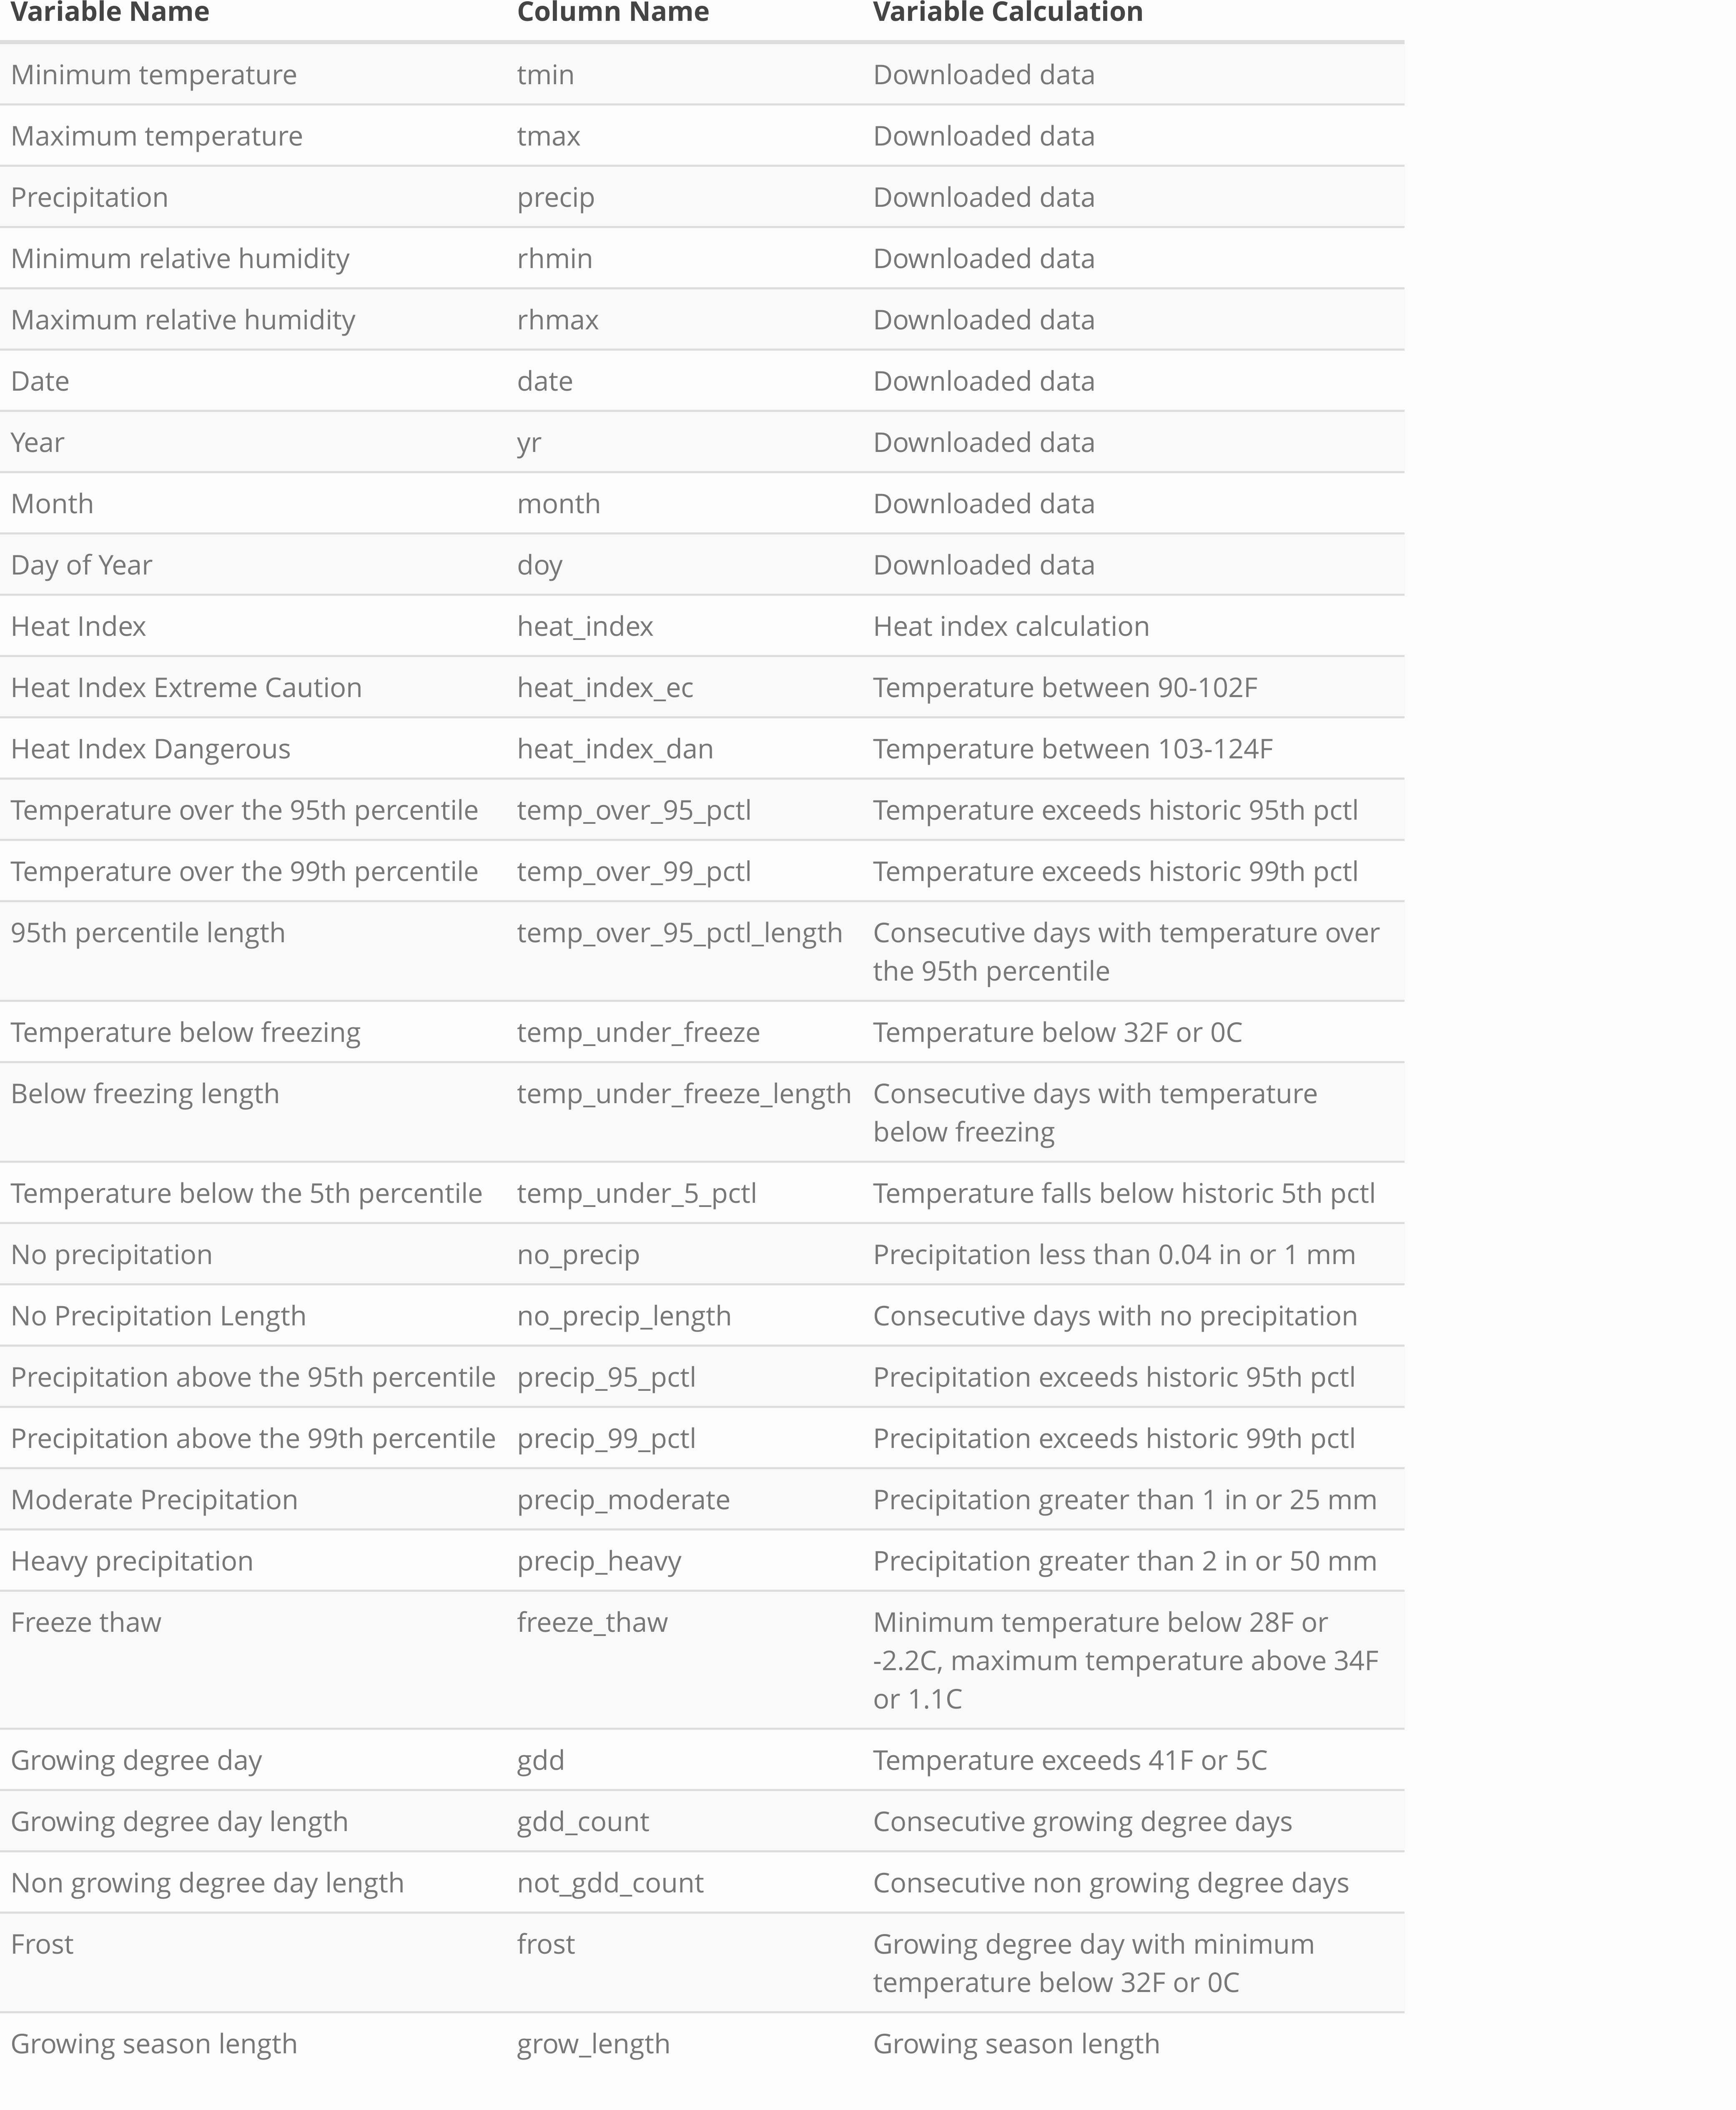 Variable Name Column Name Variable Calculation
Minimum temperature tmin Downloaded data
Maximum temperature tmax Downloaded data
Precipitation precip Downloaded data
Minimum relative humidity rhmin Downloaded data
Maximum relative humidity rhmax Downloaded data
Date date Downloaded data
Year yr Downloaded data
Month month Downloaded data
Day of Year doy Downloaded data
Heat Index heat_index Heat index calculation
Heat Index Extreme Caution heat_index_ec Temperature between 90-102F
Heat Index Dangerous heat_index_dan Temperature between 103-124F
Temperature over the 95th percentile temp_over_95_pctl Temperature exceeds historic 95th pctl
Temperature over the 99th percentile temp_over_99_pctl Temperature exceeds historic 99th pctl
95th percentile length temp_over_95_pctl_length Consecutive days with temperature over
the 95th percentile
Temperature below freezing temp_under_freeze Temperature below 32F or 0C
Below freezing length temp_under_freeze_length Consecutive days with temperature
below freezing
Temperature below the 5th percentile temp_under_5_pctl Temperature falls below historic 5th pctl
No precipitation no_precip Precipitation less than 0.04 in or 1 mm
No Precipitation Length no_precip_length Consecutive days with no precipitation
Precipitation above the 95th percentile precip_95_pctl Precipitation exceeds historic 95th pctl
Precipitation above the 99th percentile precip_99_pctl Precipitation exceeds historic 99th pctl
Moderate Precipitation precip_moderate Precipitation greater than 1 in or 25 mm
Heavy precipitation precip_heavy Precipitation greater than 2 in or 50 mm
Freeze thaw freeze_thaw Minimum temperature below 28F or
-2.2C, maximum temperature above 34F
or 1.1C
Growing degree day gdd Temperature exceeds 41F or 5C
Growing degree day length gdd_count Consecutive growing degree days
Non growing degree day length not_gdd_count Consecutive non growing degree days
Frost frost Growing degree day with minimum
temperature below 32F or 0C
Growing season length grow_length Growing season length